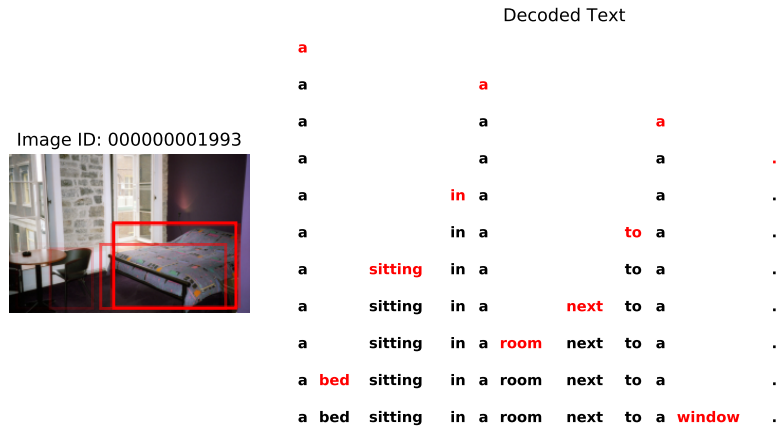 Decoded Text
a
a a
a a a
Image ID: 000000001993
a a a .
a in a a .
a in a to a .
a sitting in a to a .
a sitting in a next to a .
a sitting in a room next to a .
a bed sitting in a room next to a .
a bed sitting in a room next to a window .